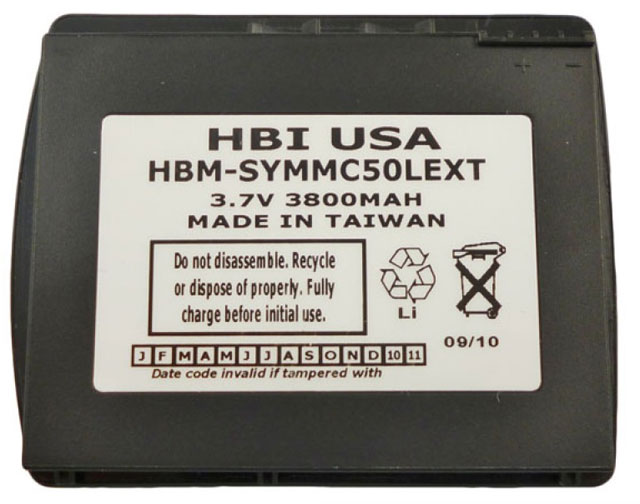 + −
HBI USA
HBM-SYMMC50LEXT
3.7V 3800MAH
MADE IN TAIWAN
Do not disassemble. Recycle
or dispose of properly. Fully
charge before initial use.
Li
09/10
J F M A M J J A S O N D 10 11
Date code invalid if tampered with